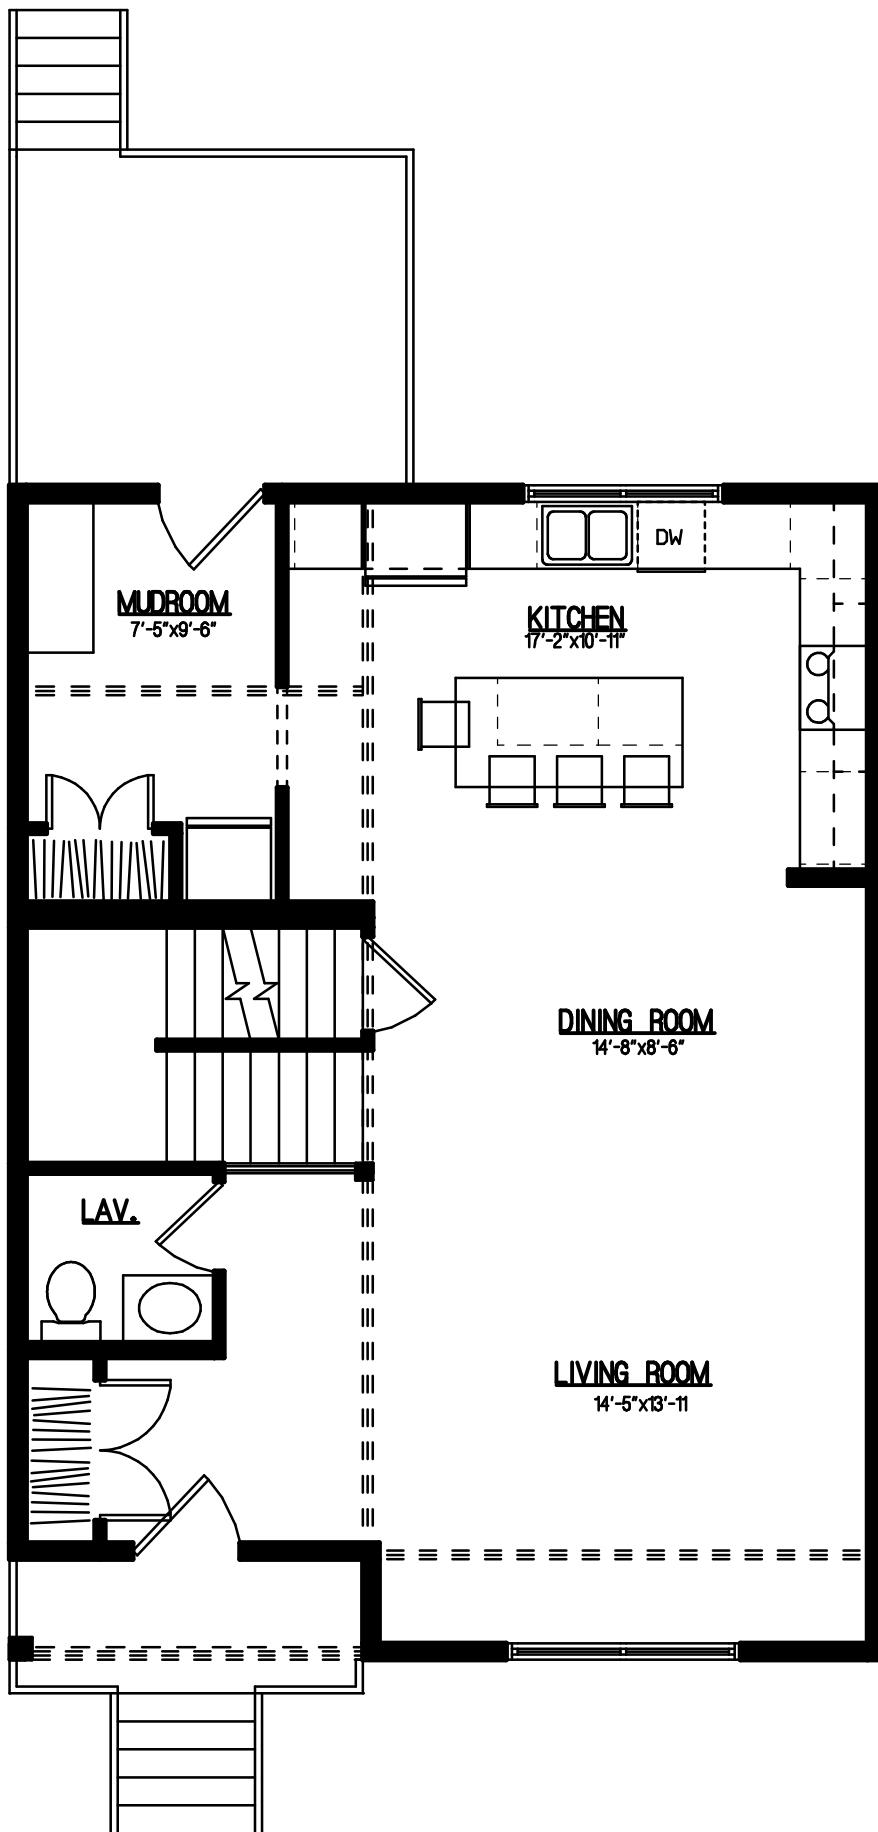 DW
MUDROOM
7'-5"x9'-6"
KITCHEN
17'-2"x10'-11"
DINING ROOM
14'-8"x8'-6"
LAV.
LIVING ROOM
14'-5"x13'-11